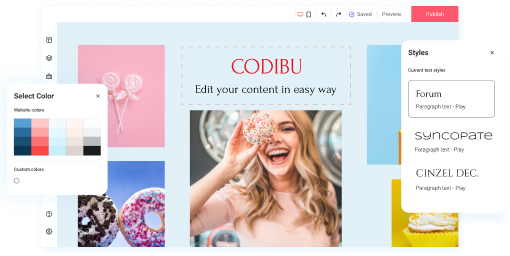 Saved
Preview
Publish
CODIBU
Edit your content in easy way
Select Color
Website colors
Custom colors
Styles
Current text styles
Forum
Paragraph text - Play
Syncopate
Paragraph text - Play
CINZEL DEC.
Paragraph text - Play